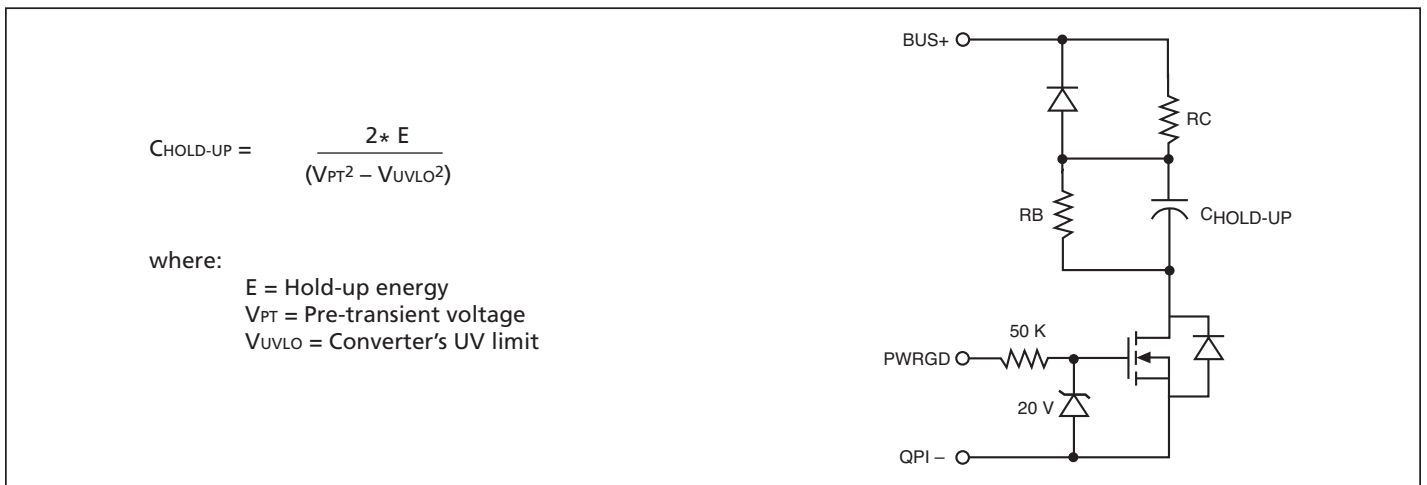 CHOLD-UP = 2* E
(VPT² – VUVLO²)
where:
E = Hold-up energy
VPT = Pre-transient voltage
VUVLO = Converter's UV limit
BUS+
RC
RB
CHOLD-UP
50 K
PWRGD
20 V
QPI –